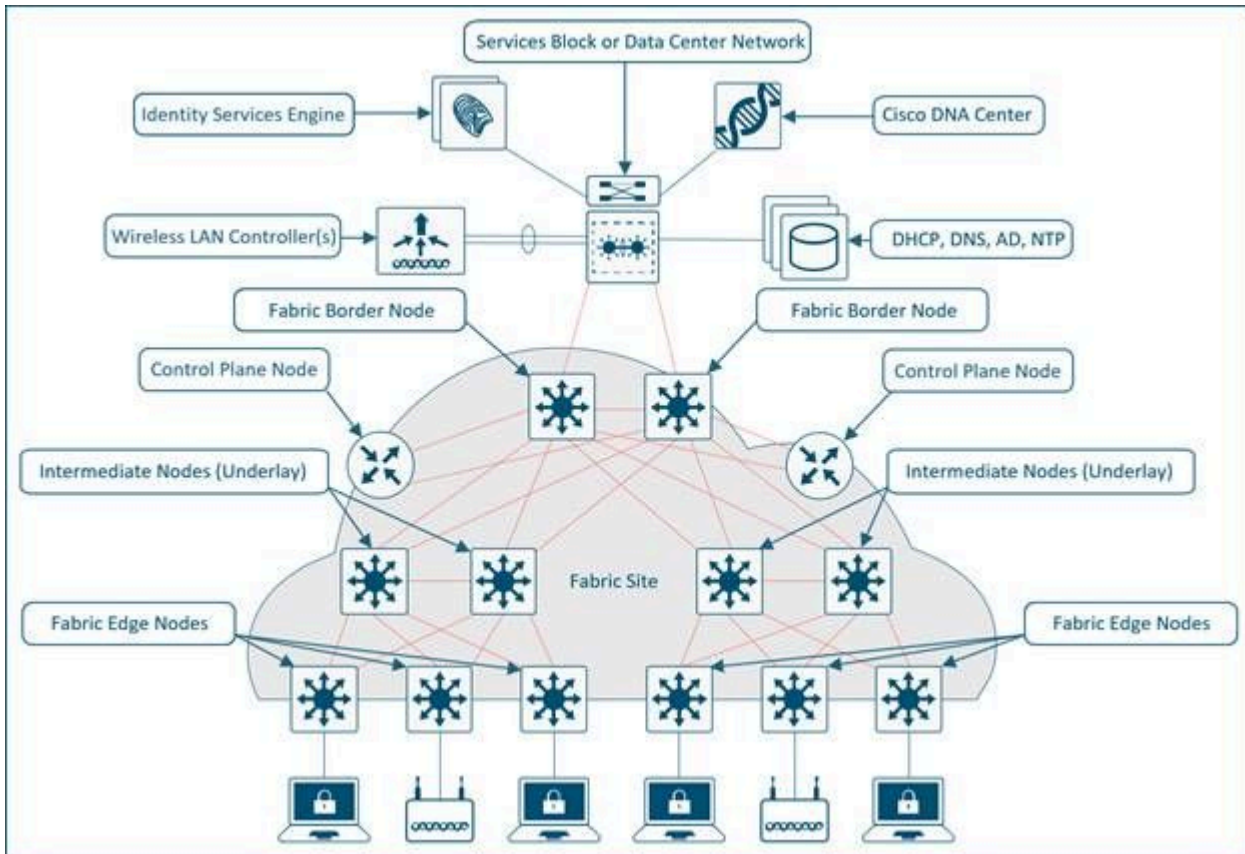 Services Block or Data Center Network
Identity Services Engine
Cisco DNA Center
Wireless LAN Controller(s)
DHCP, DNS, AD, NTP
Fabric Border Node
Fabric Border Node
Control Plane Node
Control Plane Node
Intermediate Nodes (Underlay)
Intermediate Nodes (Underlay)
Fabric Site
Fabric Edge Nodes
Fabric Edge Nodes